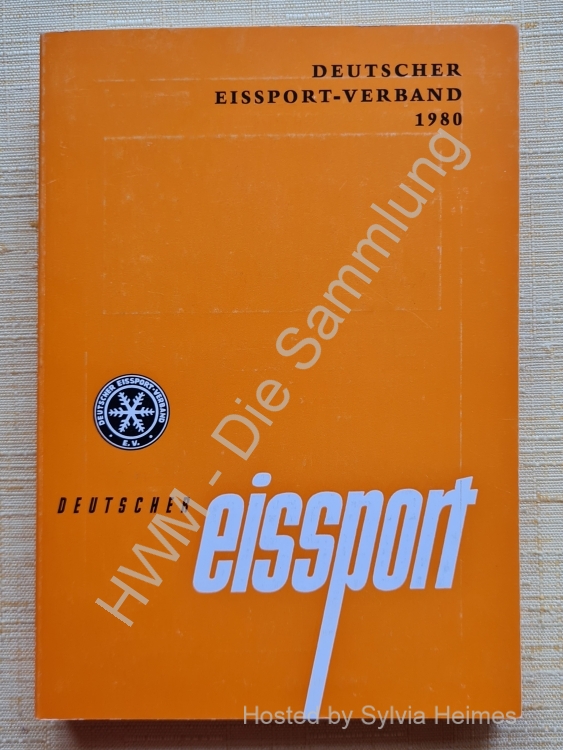 DEUTSCHER
EISSPORT-VERBAND
1980
HWM - Die Sammlung
DEUTSCHER EISSPORT-VERBAND
E.V.
DEUTSCHER eissport
Hosted by Sylvia Heimes